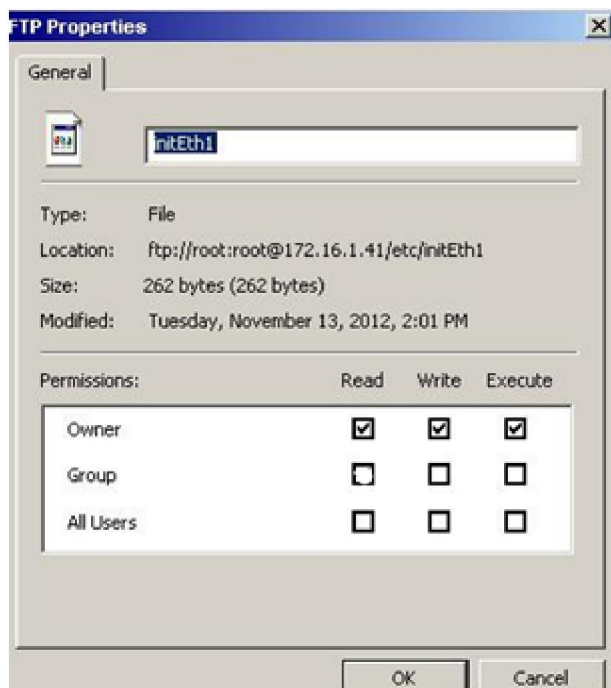 FTP Properties
General
initEth1
Type: File
Location: ftp://root:root@172.16.1.41/etc/initEth1
Size: 262 bytes (262 bytes)
Modified: Tuesday, November 13, 2012, 2:01 PM
Permissions: Read Write Execute
Owner
Group
All Users
OK Cancel